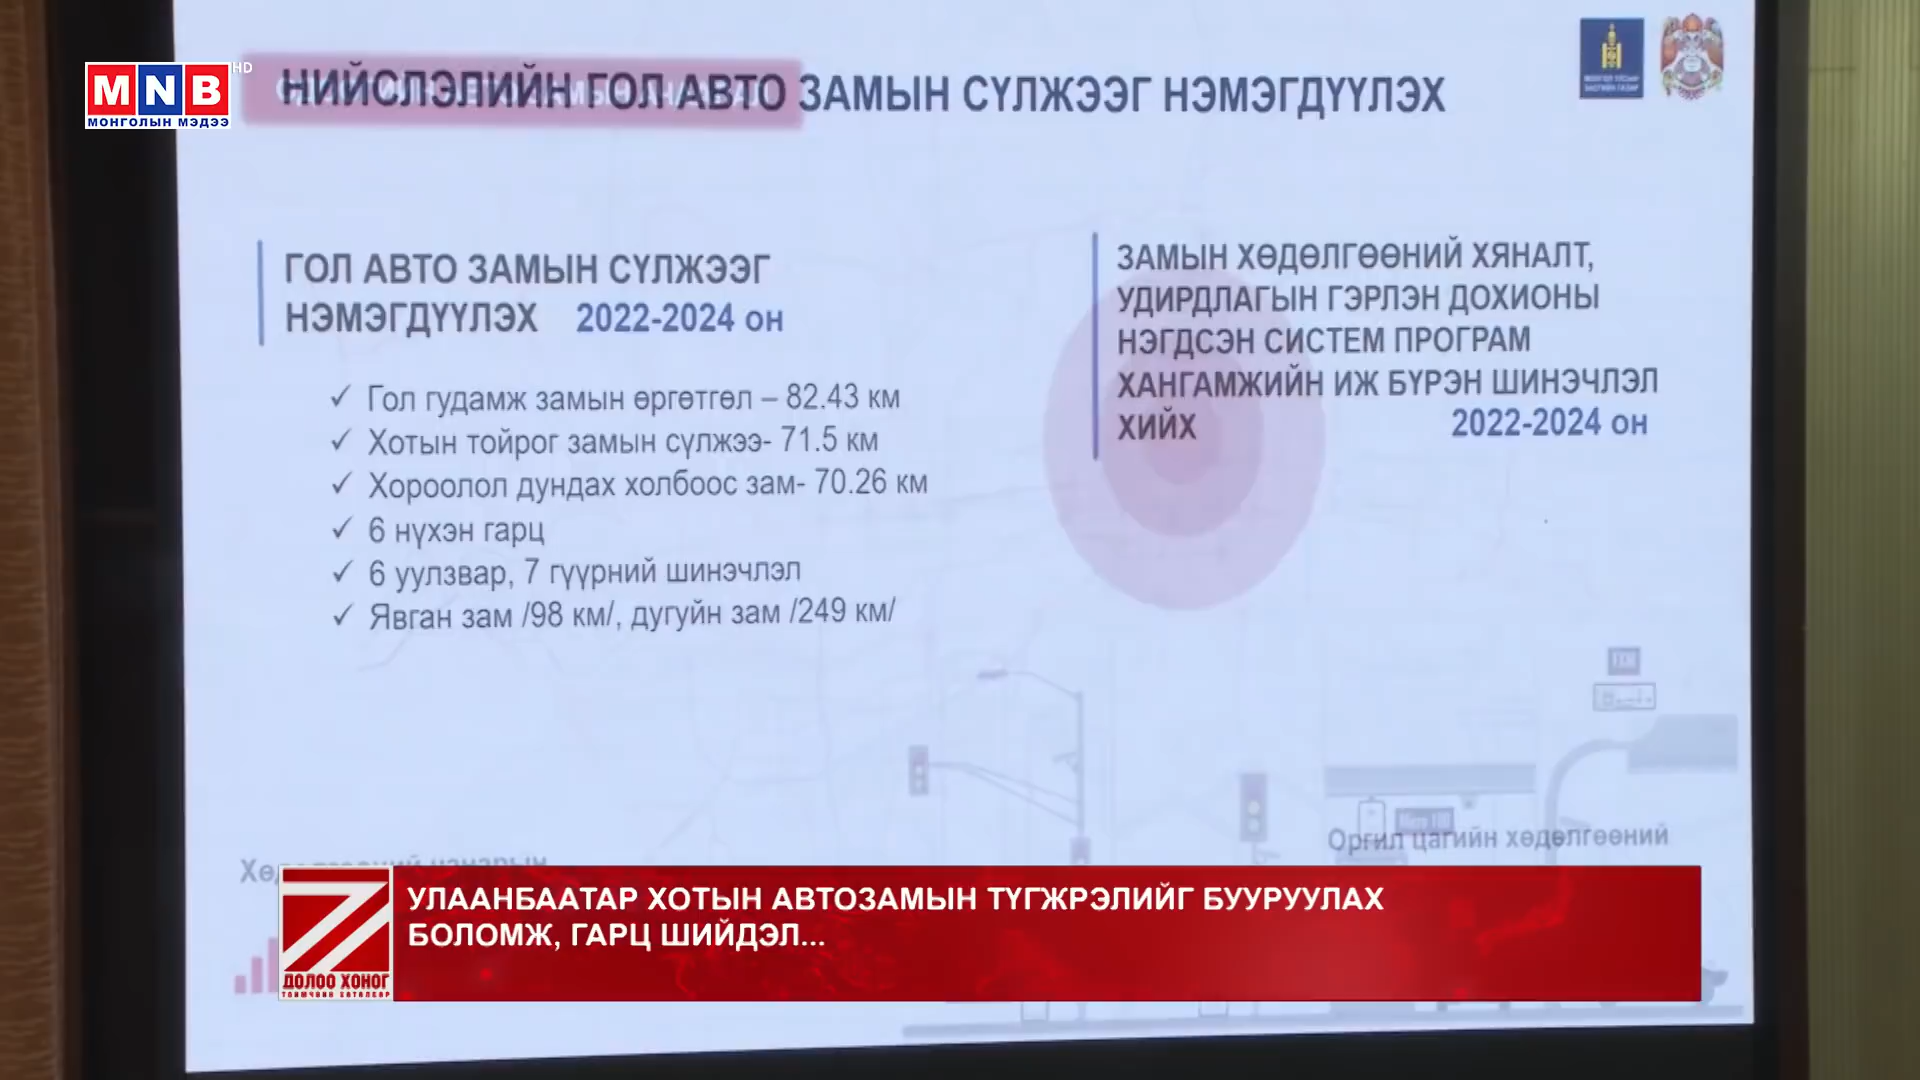 MNB HD
МОНГОЛЫН МЭДЭЭ
НИЙСЛЭЛИЙН ГОЛ АВТО ЗАМЫН СҮЛЖЭЭГ НЭМЭГДҮҮЛЭХ
ГОЛ АВТО ЗАМЫН СҮЛЖЭЭГ
НЭМЭГДҮҮЛЭХ 2022-2024 он
✓ Гол гудамж замын өргөтгөл – 82.43 км
✓ Хотын тойрог замын сүлжээ- 71.5 км
✓ Хороолол дундах холбоос зам- 70.26 км
✓ 6 нүхэн гарц
✓ 6 уулзвар, 7 гүүрний шинэчлэл
✓ Явган зам /98 км/, дугуйн зам /249 км/
ЗАМЫН ХӨДӨЛГӨӨНИЙ ХЯНАЛТ,
УДИРДЛАГЫН ГЭРЛЭН ДОХИОНЫ
НЭГДСЭН СИСТЕМ ПРОГРАМ
ХАНГАМЖИЙН ИЖ БҮРЭН ШИНЭЧЛЭЛ
ХИЙХ 2022-2024 он
Оргил цагийн хөдөлгөөний
УЛААНБААТАР ХОТЫН АВТОЗАМЫН ТҮГЖРЭЛИЙГ БУУРУУЛАХ
БОЛОМЖ, ГАРЦ ШИЙДЭЛ...
7
ДОЛОО ХОНОГ
ТОЙМЧИЙН ХӨТӨЛБӨР